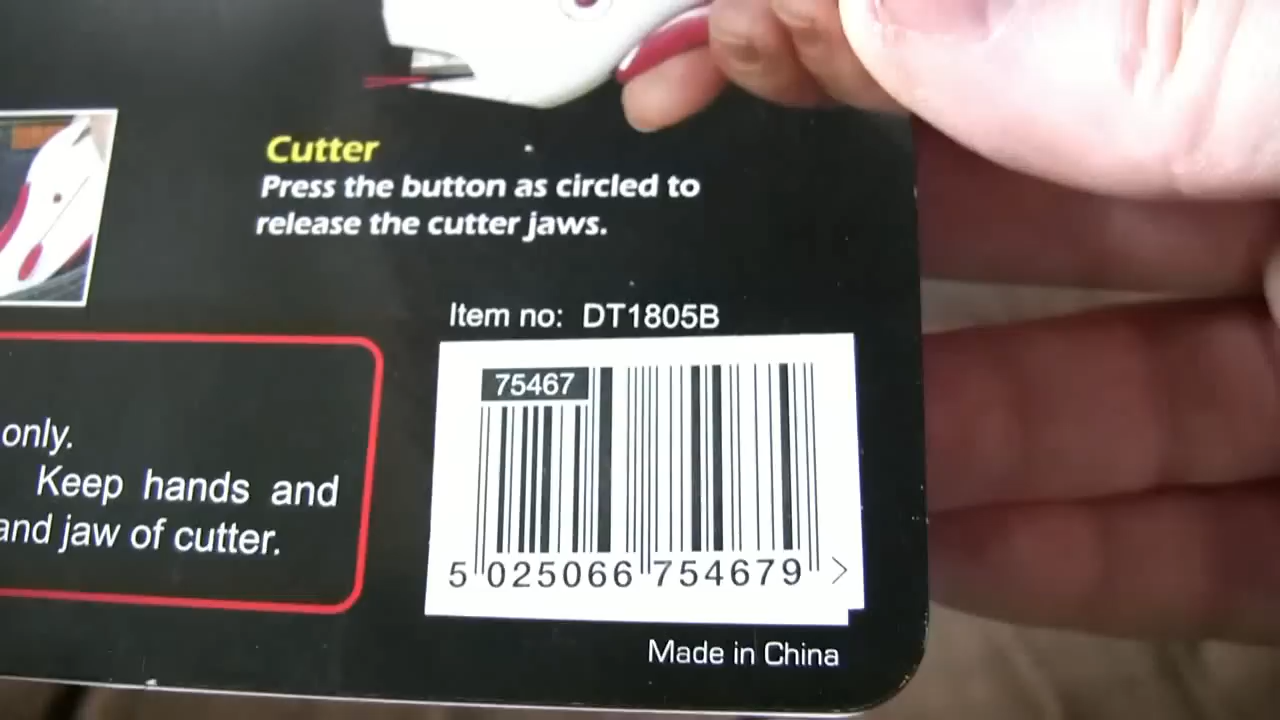 Cutter
Press the button as circled to
release the cutter jaws.
Item no: DT1805B
75467
only.
Keep hands and
and jaw of cutter.
5 025066 754679 >
Made in China